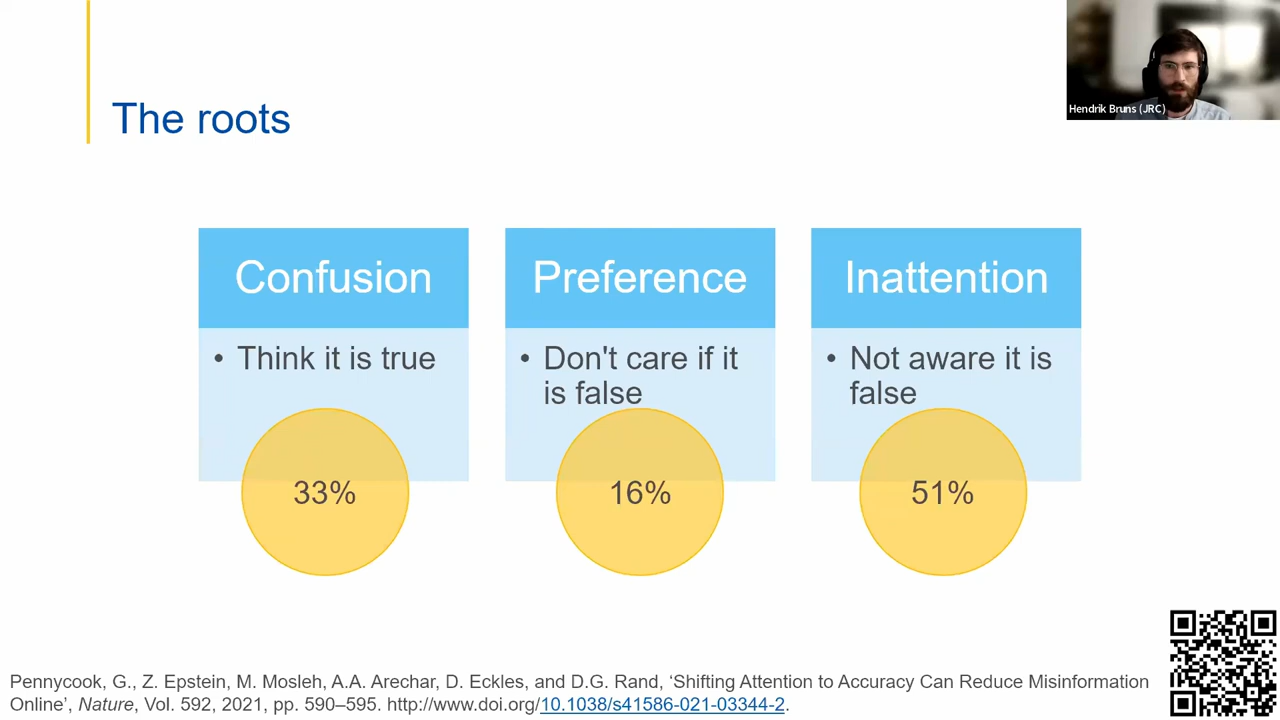 Hendrik Bruns (JRC)
The roots
Confusion
• Think it is true
33%
Preference
• Don't care if it
is false
16%
Inattention
• Not aware it is
false
51%
Pennycook, G., Z. Epstein, M. Mosleh, A.A. Arechar, D. Eckles, and D.G. Rand, ‘Shifting Attention to Accuracy Can Reduce Misinformation
Online’, Nature, Vol. 592, 2021, pp. 590–595. http://www.doi.org/10.1038/s41586-021-03344-2.